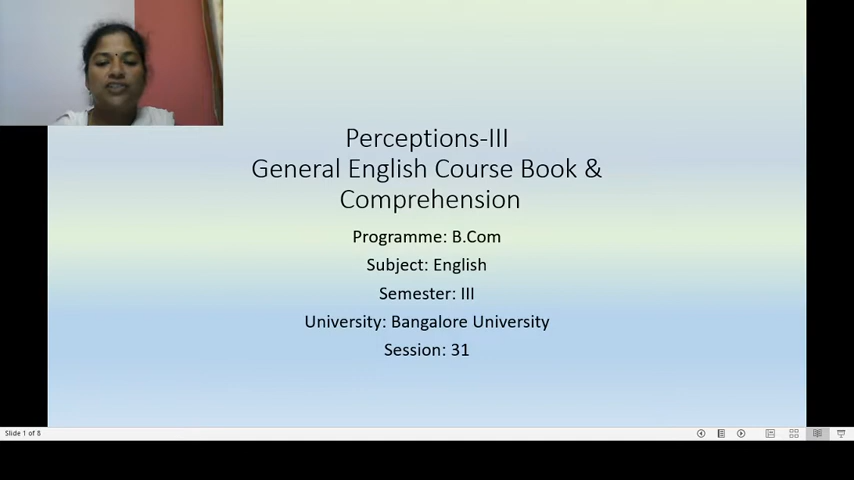 Perceptions-III
General English Course Book &
Comprehension
Programme: B.Com
Subject: English
Semester: III
University: Bangalore University
Session: 31
Slide 1 of 8